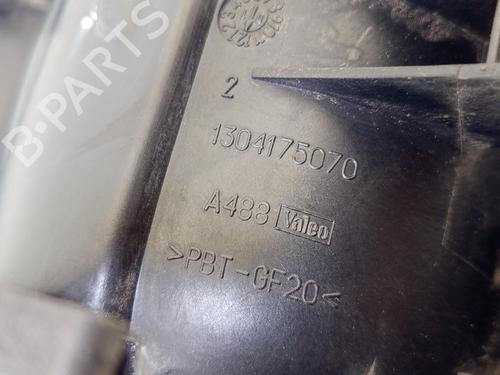 B-PARTS
2
1304175070
A488 Valeo
>PBT-GF20<